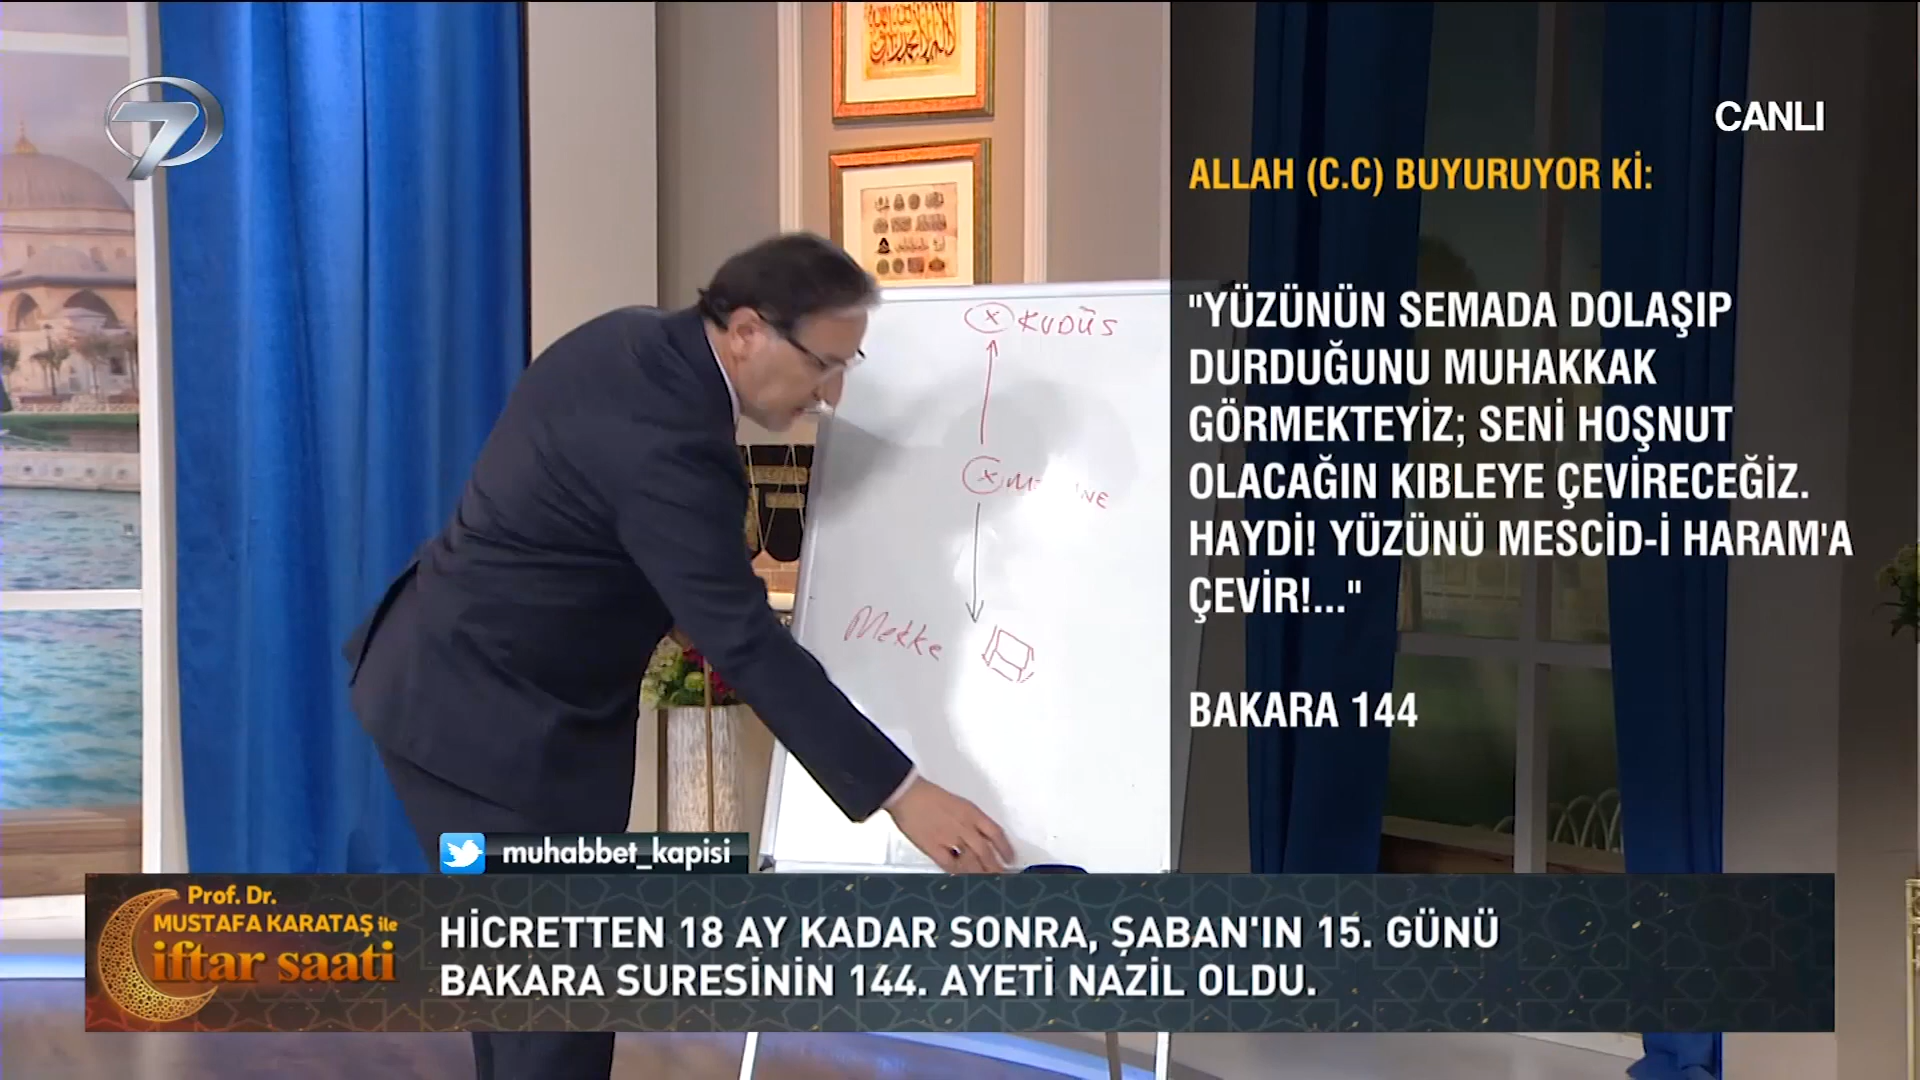 7
CANLI
ALLAH (C.C) BUYURUYOR Kİ:
"YÜZÜNÜN SEMADA DOLAŞIP
DURDUĞUNU MUHAKKAK
GÖRMEKTEYİZ; SENİ HOŞNUT
OLACAĞIN KIBLEYE ÇEVİRECEĞİZ.
HAYDİ! YÜZÜNÜ MESCİD-İ HARAM'A
ÇEVİR!..."
BAKARA 144
KUDÜS
Mekke
muhabbet_kapisi
Prof. Dr.
MUSTAFA KARATAŞ ile
iftar saati
HİCRETTEN 18 AY KADAR SONRA, ŞABAN'IN 15. GÜNÜ
BAKARA SURESİNİN 144. AYETİ NAZİL OLDU.